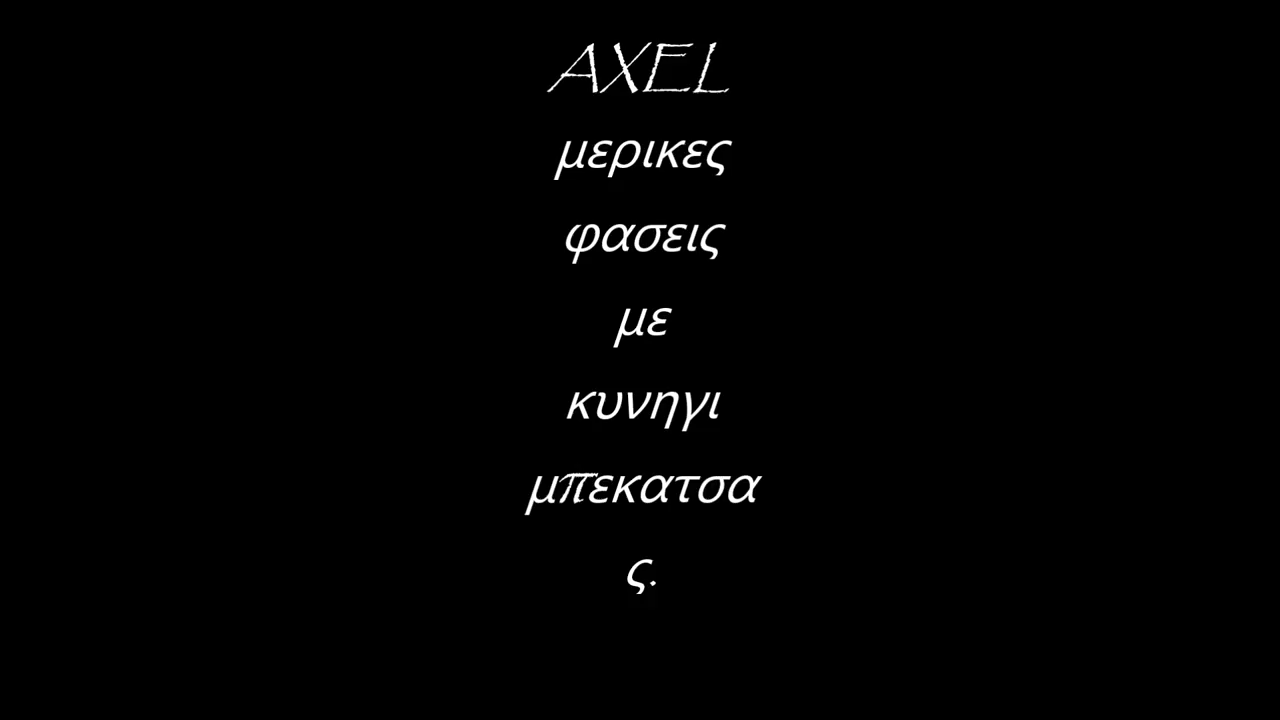 AXEL
μερικες
φασεις
με
κυνηγι
μπεκατσα
ς.